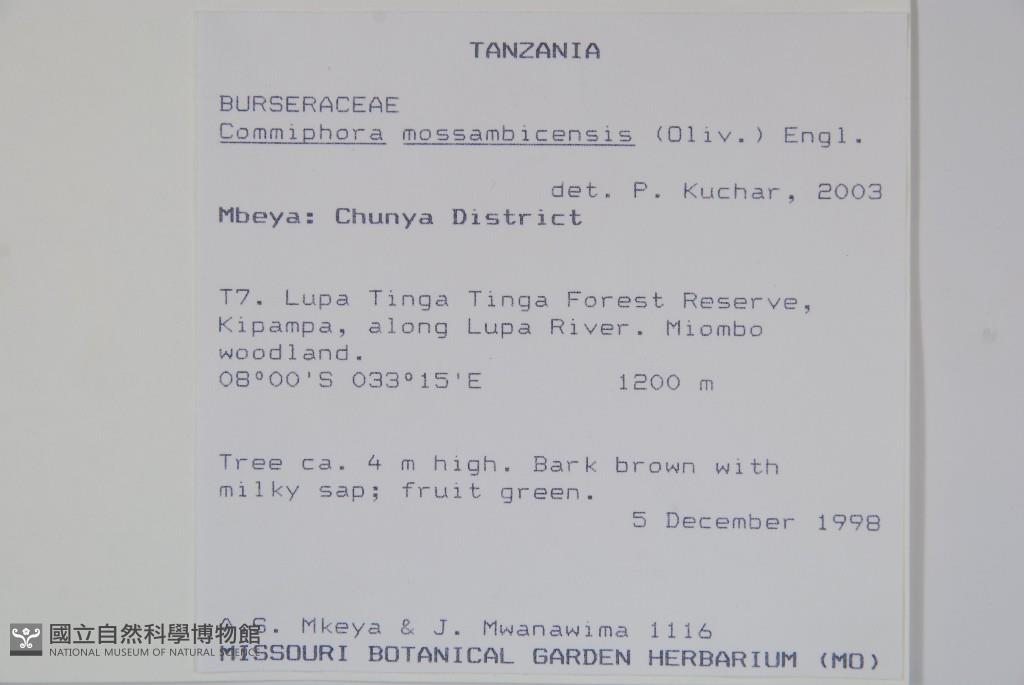 TANZANIA
BURSERACEAE
Commiphora mossambicensis (Oliv.) Engl.
det. P. Kuchar, 2003
Mbeya: Chunya District
T7. Lupa Tinga Tinga Forest Reserve,
Kipampa, along Lupa River. Miombo
woodland.
08°00'S 033°15'E 1200 m
Tree ca. 4 m high. Bark brown with
milky sap; fruit green.
5 December 1998
S. Mkeya & J. Mwanawima 1116
MISSOURI BOTANICAL GARDEN HERBARIUM (MO)
國立自然科學博物館
NATIONAL MUSEUM OF NATURAL SCIENCE